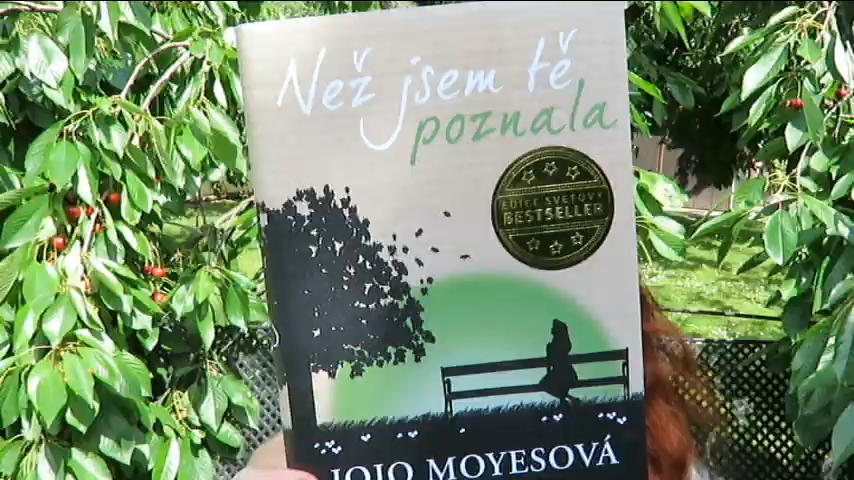 Než jsem tě
poznala
EDICE SVĚTOVÝ
BESTSELLER
JOJO MOYESOVÁ